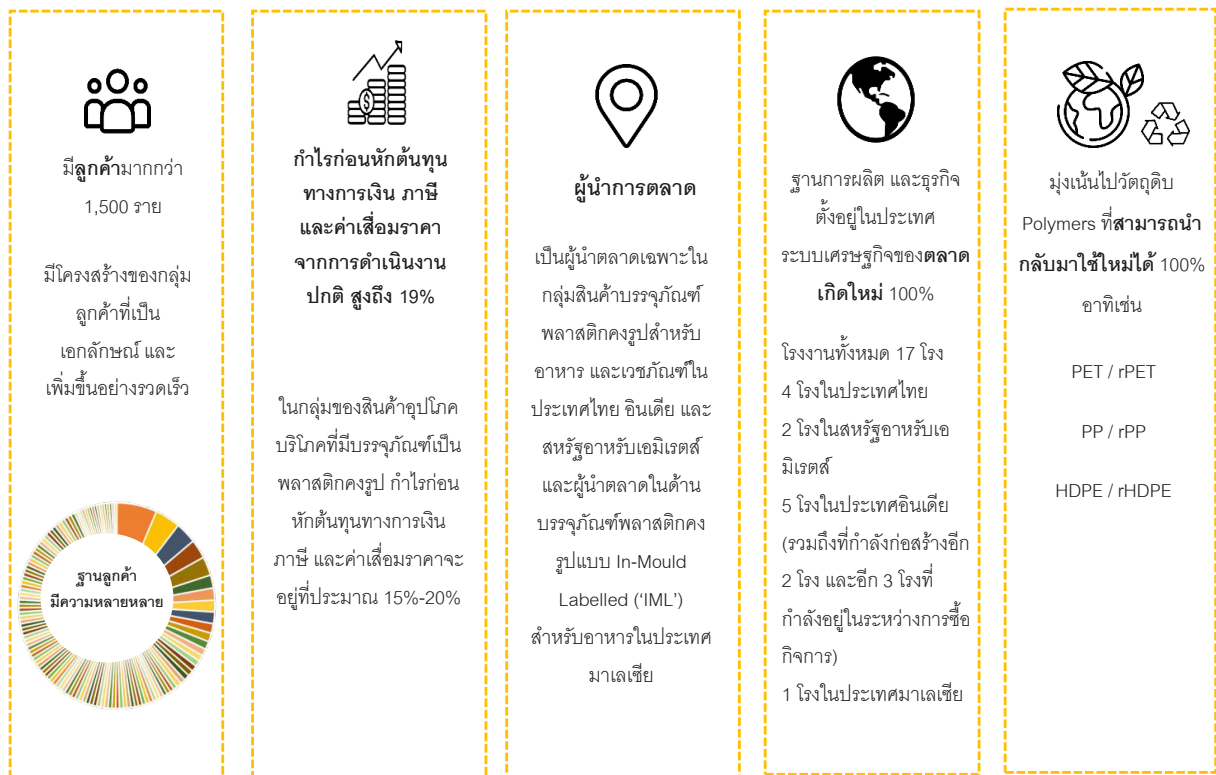 มีลูกค้ามากกว่า
1,500 ราย
มีโครงสร้างของกลุ่ม
ลูกค้าที่เป็น
เอกลักษณ์ และ
เพิ่มขึ้นอย่างรวดเร็ว
ฐานลูกค้า
มีความหลายหลาย
กำไรก่อนหักต้นทุน
ทางการเงิน ภาษี
และค่าเสื่อมราคา
จากการดำเนินงาน
ปกติ สูงถึง 19%
ในกลุ่มของสินค้าอุปโภค
บริโภคที่มีบรรจุภัณฑ์เป็น
พลาสติกคงรูป กำไรก่อน
หักต้นทุนทางการเงิน
ภาษี และค่าเสื่อมราคาจะ
อยู่ที่ประมาณ 15%-20%
ผู้นำการตลาด
เป็นผู้นำตลาดเฉพาะใน
กลุ่มสินค้าบรรจุภัณฑ์
พลาสติกคงรูปสำหรับ
อาหาร และเวชภัณฑ์ใน
ประเทศไทย อินเดีย และ
สหรัฐอาหรับเอมิเรตส์
และผู้นำตลาดในด้าน
บรรจุภัณฑ์พลาสติกคง
รูปแบบ In-Mould
Labelled (‘IML’)
สำหรับอาหารในประเทศ
มาเลเซีย
ฐานการผลิต และธุรกิจ
ตั้งอยู่ในประเทศ
ระบบเศรษฐกิจของตลาด
เกิดใหม่ 100%
โรงงานทั้งหมด 17 โรง
4 โรงในประเทศไทย
2 โรงในสหรัฐอาหรับเอ
มิเรตส์
5 โรงในประเทศอินเดีย
(รวมถึงที่กำลังก่อสร้างอีก
2 โรง และอีก 3 โรงที่
กำลังอยู่ในระหว่างการซื้อ
กิจการ)
1 โรงในประเทศมาเลเซีย
มุ่งเน้นไปวัตถุดิบ
Polymers ที่สามารถนำ
กลับมาใช้ใหม่ได้ 100%
อาทิเช่น
PET / rPET
PP / rPP
HDPE / rHDPE